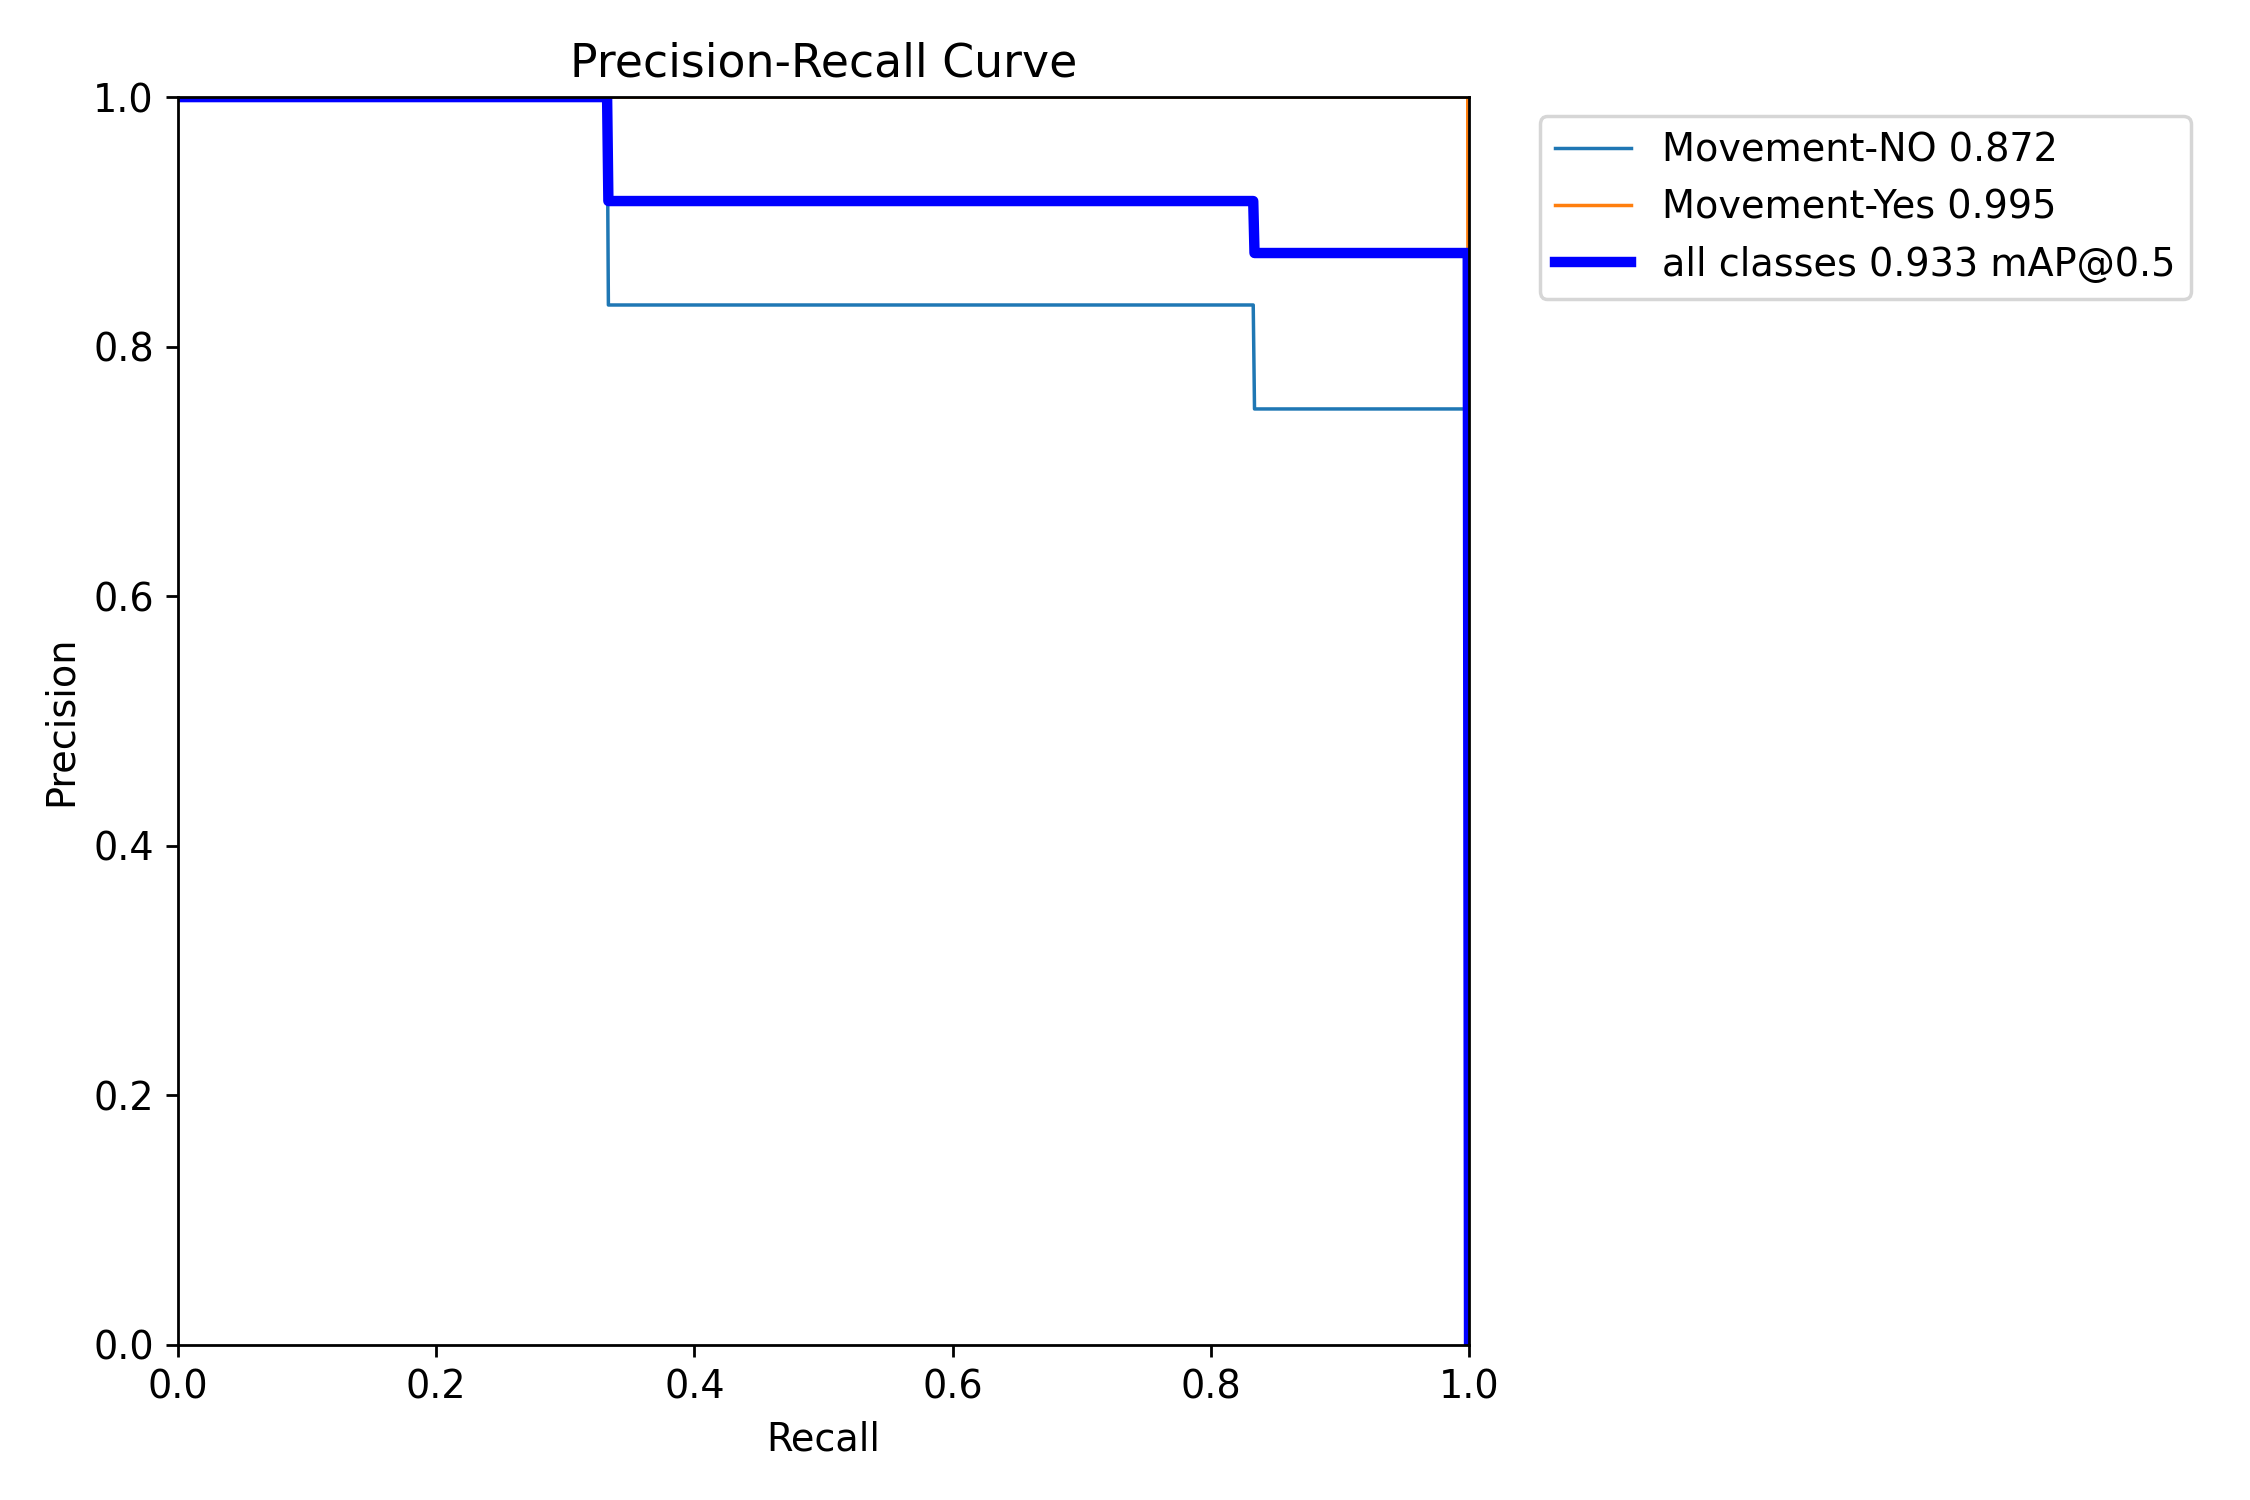 Precision-Recall Curve
1.0
0.8
0.6
0.4
0.2
0.0
Precision
0.0 0.2 0.4 0.6 0.8 1.0
Recall
Movement-NO 0.872
Movement-Yes 0.995
all classes 0.933 mAP@0.5